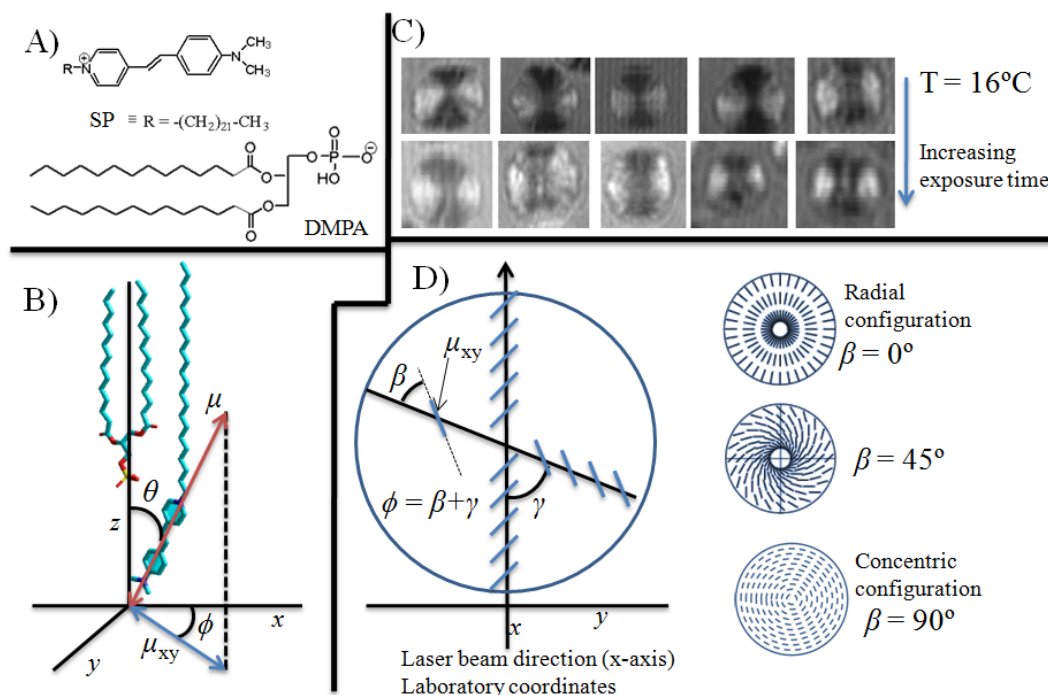 A)
CH₃
N
CH₃
N
+
R
SP ≡ R = -(CH₂)₂₁-CH₃
O
O
O
P
O
⊖
HO
O
O
DMPA
C)
T = 16ºC
Increasing
exposure time
B)
μ
θ
z
ϕ
x
y
μxy
D)
μxy
β
ϕ = β+γ
γ
x
y
Laser beam direction (x-axis)
Laboratory coordinates
Radial
configuration
β = 0º
β = 45º
Concentric
configuration
β = 90º